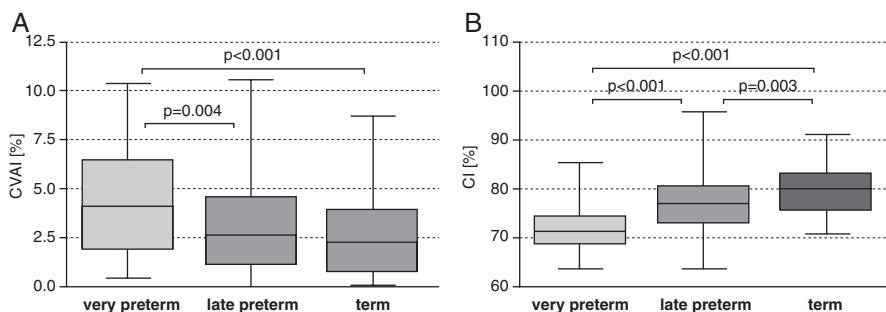 A
CVAI [%]
12.5
10.0
7.5
5.0
2.5
0.0
p<0.001
p=0.004
very preterm
late preterm
term
B
CI [%]
110
100
90
80
70
60
p<0.001
p<0.001
p=0.003
very preterm
late preterm
term